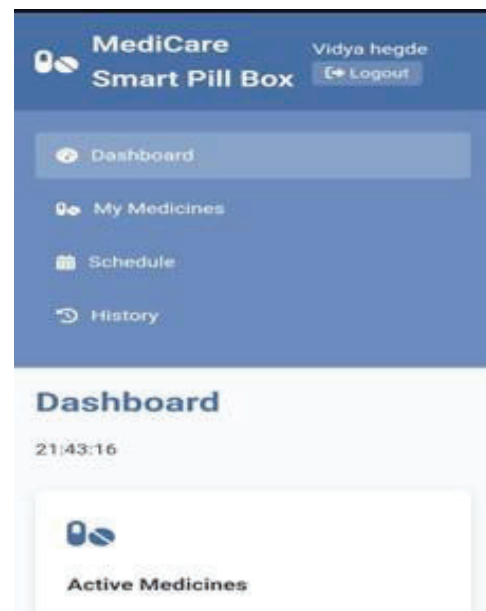 MediCare
Smart Pill Box
Vidya hegde
Logout
Dashboard
My Medicines
Schedule
History
Dashboard
21:43:16
Active Medicines